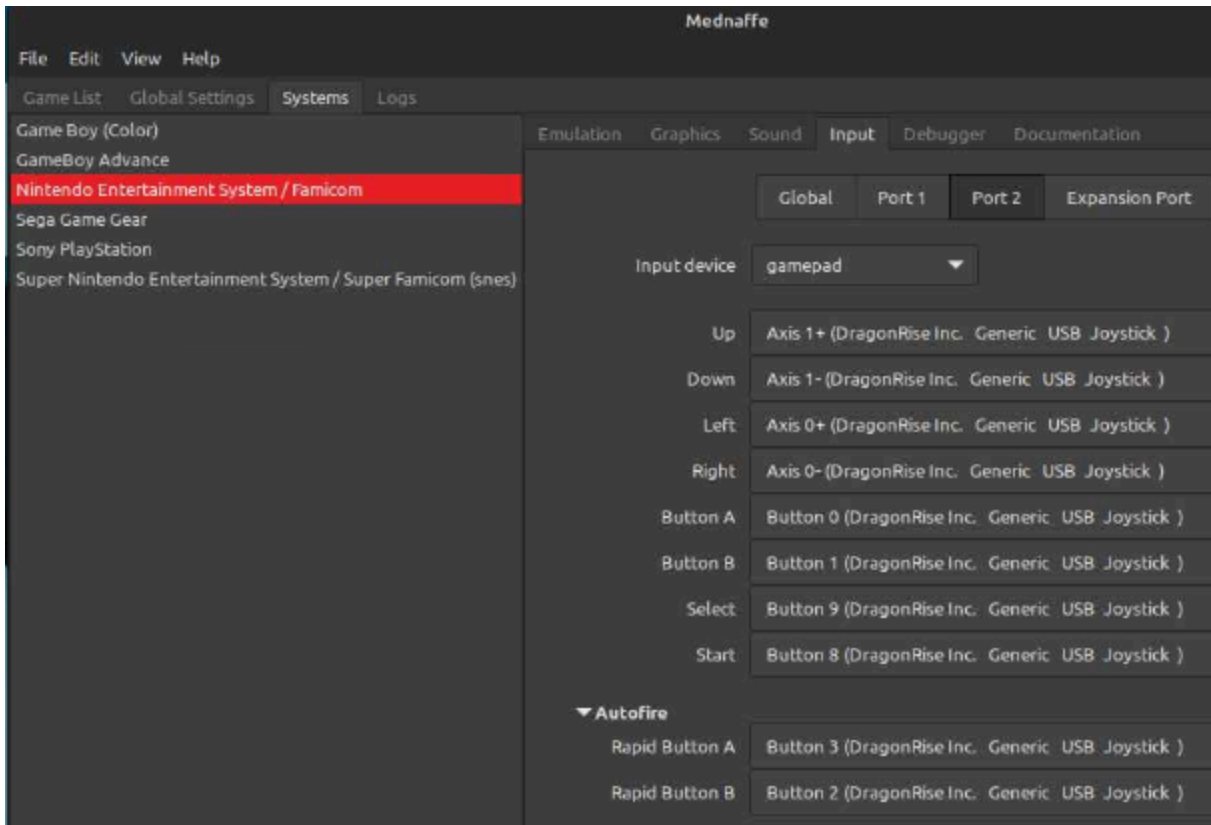 Mednaffe
File Edit View Help
Game List Global Settings Systems Logs
Game Boy (Color)
GameBoy Advance
Nintendo Entertainment System / Famicom
Sega Game Gear
Sony PlayStation
Super Nintendo Entertainment System / Super Famicom (snes)
Emulation Graphics Sound Input Debugger Documentation
Global Port 1 Port 2 Expansion Port
Input device gamepad
Up Axis 1+ (DragonRise Inc. Generic USB Joystick )
Down Axis 1- (DragonRise Inc. Generic USB Joystick )
Left Axis 0+ (DragonRise Inc. Generic USB Joystick )
Right Axis 0- (DragonRise Inc. Generic USB Joystick )
Button A Button 0 (DragonRise Inc. Generic USB Joystick )
Button B Button 1 (DragonRise Inc. Generic USB Joystick )
Select Button 9 (DragonRise Inc. Generic USB Joystick )
Start Button 8 (DragonRise Inc. Generic USB Joystick )
Autofire
Rapid Button A Button 3 (DragonRise Inc. Generic USB Joystick )
Rapid Button B Button 2 (DragonRise Inc. Generic USB Joystick )